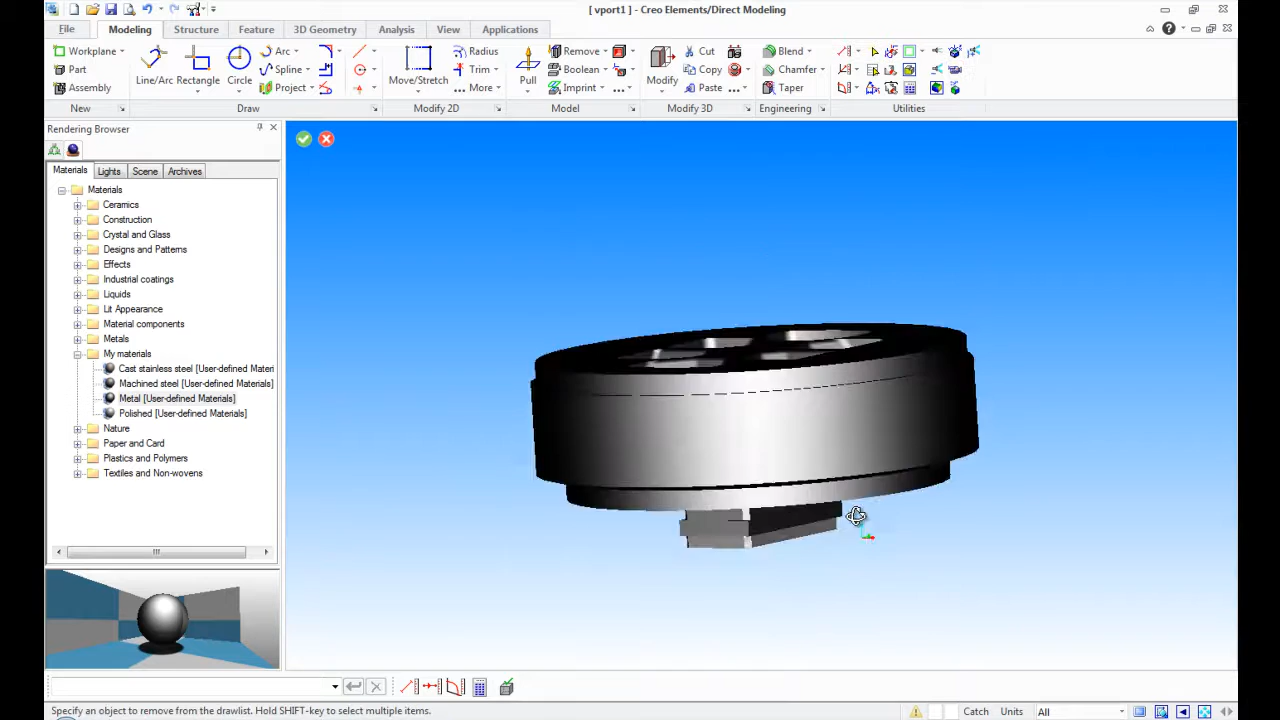 [ vport1 ] - Creo Elements/Direct Modeling
File Modeling Structure Feature 3D Geometry Analysis View Applications
Workplane Arc Radius Remove Cut Blend
Part Line/Arc Rectangle Circle Spline Move/Stretch Trim Pull Boolean Modify Copy Chamfer
Assembly Project More Imprint Paste Taper
New Draw Modify 2D Model Modify 3D Engineering Utilities
Rendering Browser
Materials Lights Scene Archives
Materials
Ceramics
Construction
Crystal and Glass
Designs and Patterns
Effects
Industrial coatings
Liquids
Lit Appearance
Material components
Metals
My materials
Cast stainless steel [User-defined Materi
Machined steel [User-defined Materials]
Metal [User-defined Materials]
Polished [User-defined Materials]
Nature
Paper and Card
Plastics and Polymers
Textiles and Non-wovens
Specify an object to remove from the drawlist. Hold SHIFT-key to select multiple items. Catch Units All